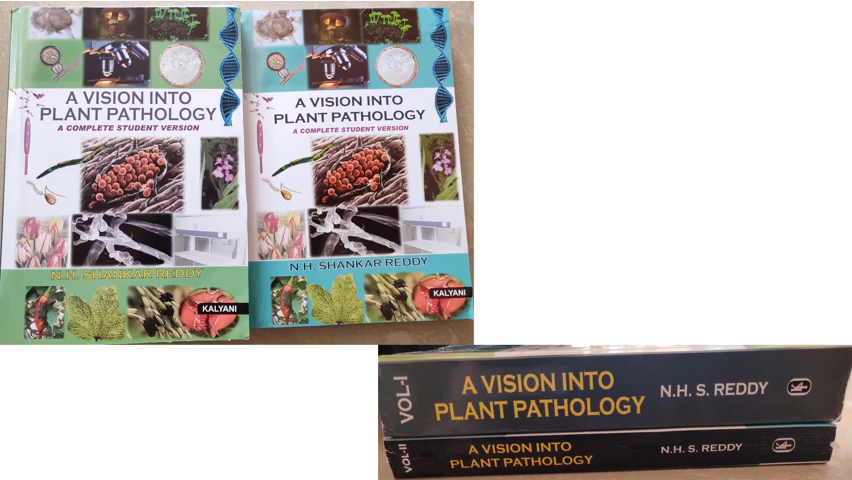 A VISION INTO
PLANT PATHOLOGY
A COMPLETE STUDENT VERSION
N.H. SHANKAR REDDY
KALYANI
A VISION INTO
PLANT PATHOLOGY
A COMPLETE STUDENT VERSION
N.H. SHANKAR REDDY
KALYANI
VOL-I
A VISION INTO
PLANT PATHOLOGY
N.H.S. REDDY
VOL-II
A VISION INTO
PLANT PATHOLOGY
N.H.S. REDDY